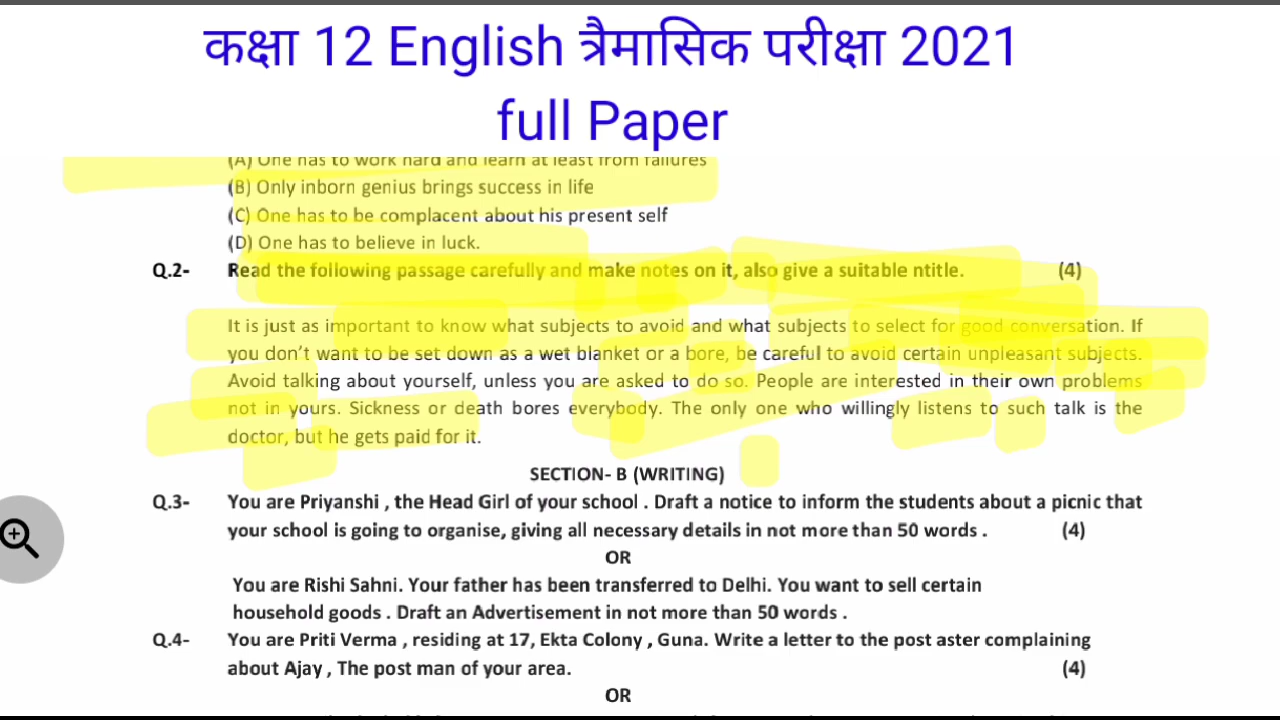 कक्षा 12 English त्रैमासिक परीक्षा 2021
full Paper
(A) One has to work hard and learn at least from failures
(B) Only inborn genius brings success in life
(C) One has to be complacent about his present self
(D) One has to believe in luck.
Q.2- Read the following passage carefully and make notes on it, also give a suitable ntitle. (4)
It is just as important to know what subjects to avoid and what subjects to select for good conversation. If
you don't want to be set down as a wet blanket or a bore, be careful to avoid certain unpleasant subjects.
Avoid talking about yourself, unless you are asked to do so. People are interested in their own problems
not in yours. Sickness or death bores everybody. The only one who willingly listens to such talk is the
doctor, but he gets paid for it.
SECTION- B (WRITING)
Q.3- You are Priyanshi , the Head Girl of your school . Draft a notice to inform the students about a picnic that
your school is going to organise, giving all necessary details in not more than 50 words . (4)
OR
You are Rishi Sahni. Your father has been transferred to Delhi. You want to sell certain
household goods . Draft an Advertisement in not more than 50 words .
Q.4- You are Priti Verma , residing at 17, Ekta Colony , Guna. Write a letter to the post aster complaining
about Ajay , The post man of your area. (4)
OR